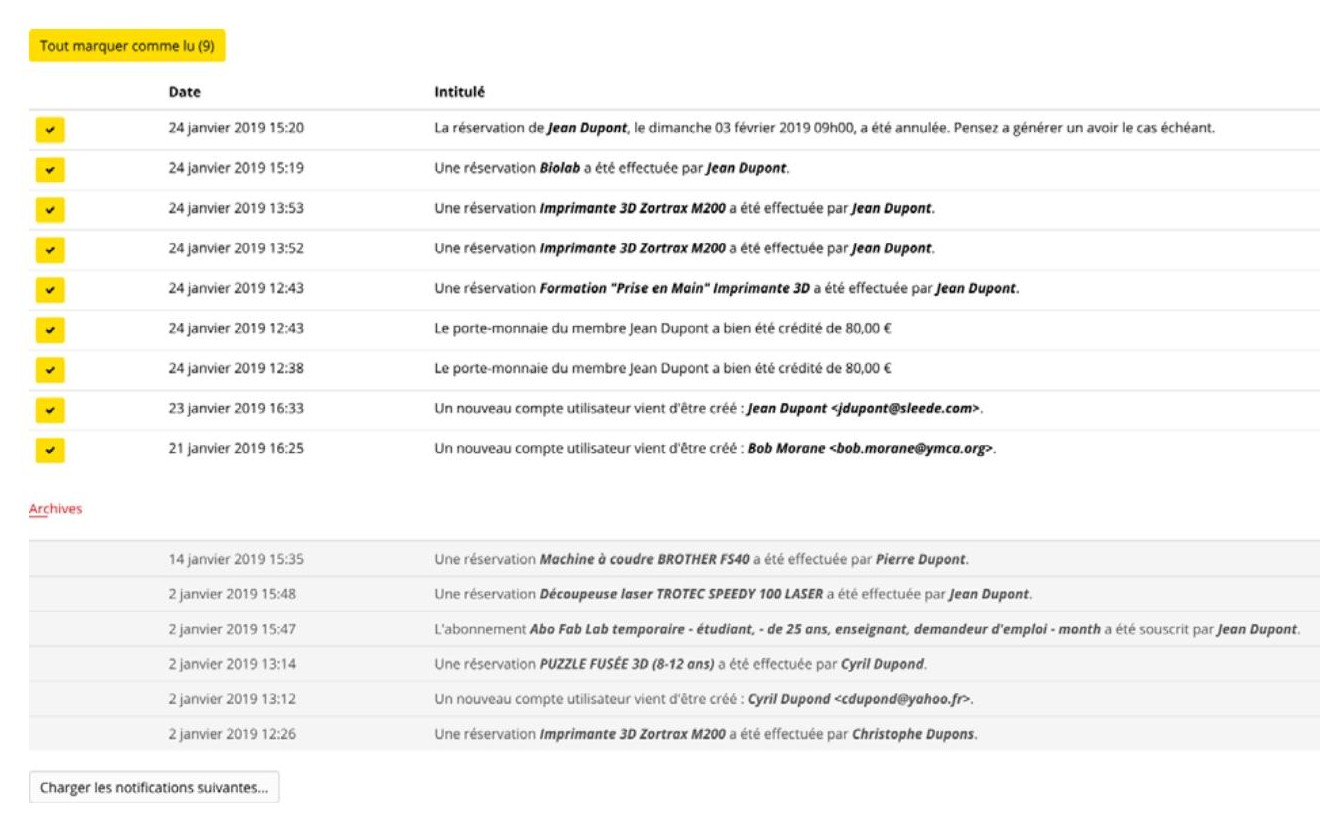 Tout marquer comme lu (9)
Date Intitulé
24 janvier 2019 15:20 La réservation de Jean Dupont, le dimanche 03 février 2019 09h00, a été annulée. Pensez a générer un avoir le cas échéant.
24 janvier 2019 15:19 Une réservation Biolab a été effectuée par Jean Dupont.
24 janvier 2019 13:53 Une réservation Imprimante 3D Zortrax M200 a été effectuée par Jean Dupont.
24 janvier 2019 13:52 Une réservation Imprimante 3D Zortrax M200 a été effectuée par Jean Dupont.
24 janvier 2019 12:43 Une réservation Formation "Prise en Main" Imprimante 3D a été effectuée par Jean Dupont.
24 janvier 2019 12:43 Le porte-monnaie du membre Jean Dupont a bien été crédité de 80,00 €
24 janvier 2019 12:38 Le porte-monnaie du membre Jean Dupont a bien été crédité de 80,00 €
23 janvier 2019 16:33 Un nouveau compte utilisateur vient d'être créé : Jean Dupont <jdupont@sleede.com>.
21 janvier 2019 16:25 Un nouveau compte utilisateur vient d'être créé : Bob Morane <bob.morane@ymca.org>.
Archives
14 janvier 2019 15:35 Une réservation Machine à coudre BROTHER FS40 a été effectuée par Pierre Dupont.
2 janvier 2019 15:48 Une réservation Découpeuse laser TROTEC SPEEDY 100 LASER a été effectuée par Jean Dupont.
2 janvier 2019 15:47 L'abonnement Abo Fab Lab temporaire - étudiant, - de 25 ans, enseignant, demandeur d'emploi - month a été souscrit par Jean Dupont.
2 janvier 2019 13:14 Une réservation PUZZLE FUSÉE 3D (8-12 ans) a été effectuée par Cyril Dupond.
2 janvier 2019 13:12 Un nouveau compte utilisateur vient d'être créé : Cyril Dupond <cdupond@yahoo.fr>.
2 janvier 2019 12:26 Une réservation Imprimante 3D Zortrax M200 a été effectuée par Christophe Dupons.
Charger les notifications suivantes...